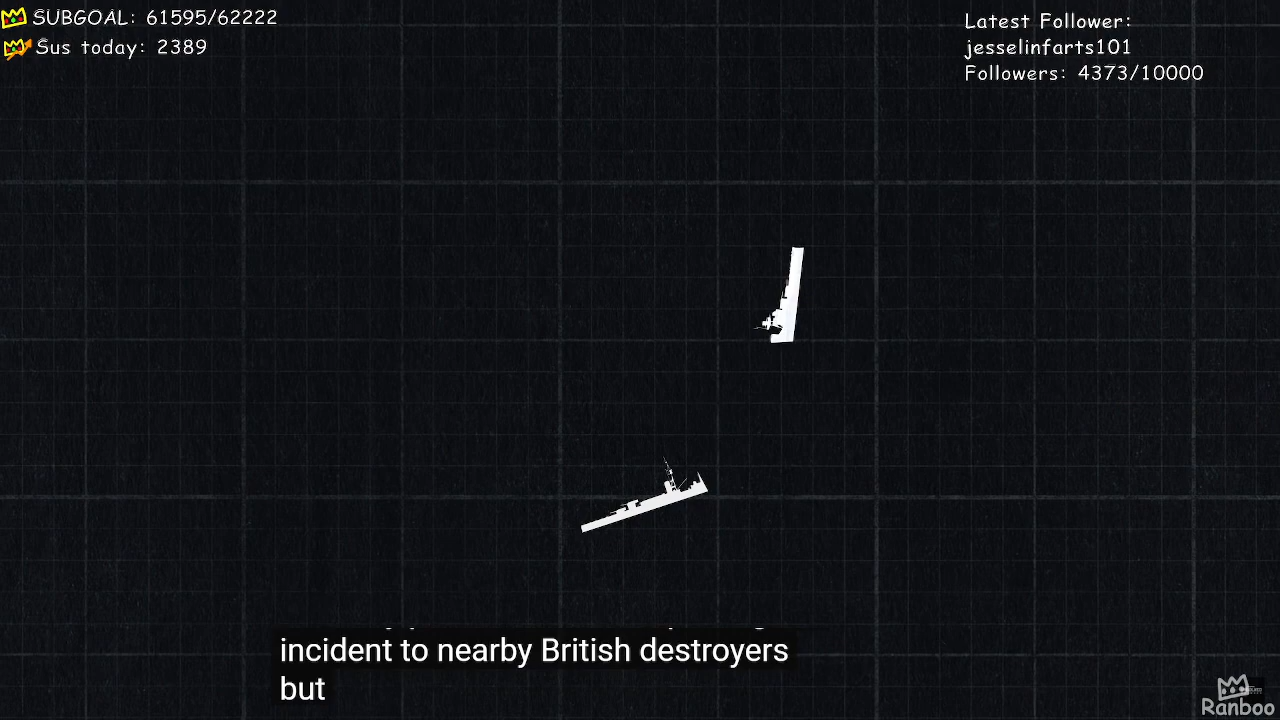 SUBGOAL: 61595/62222
Sus today: 2389
Latest Follower:
jesselinfarts101
Followers: 4373/10000
incident to nearby British destroyers
but
Ranboo